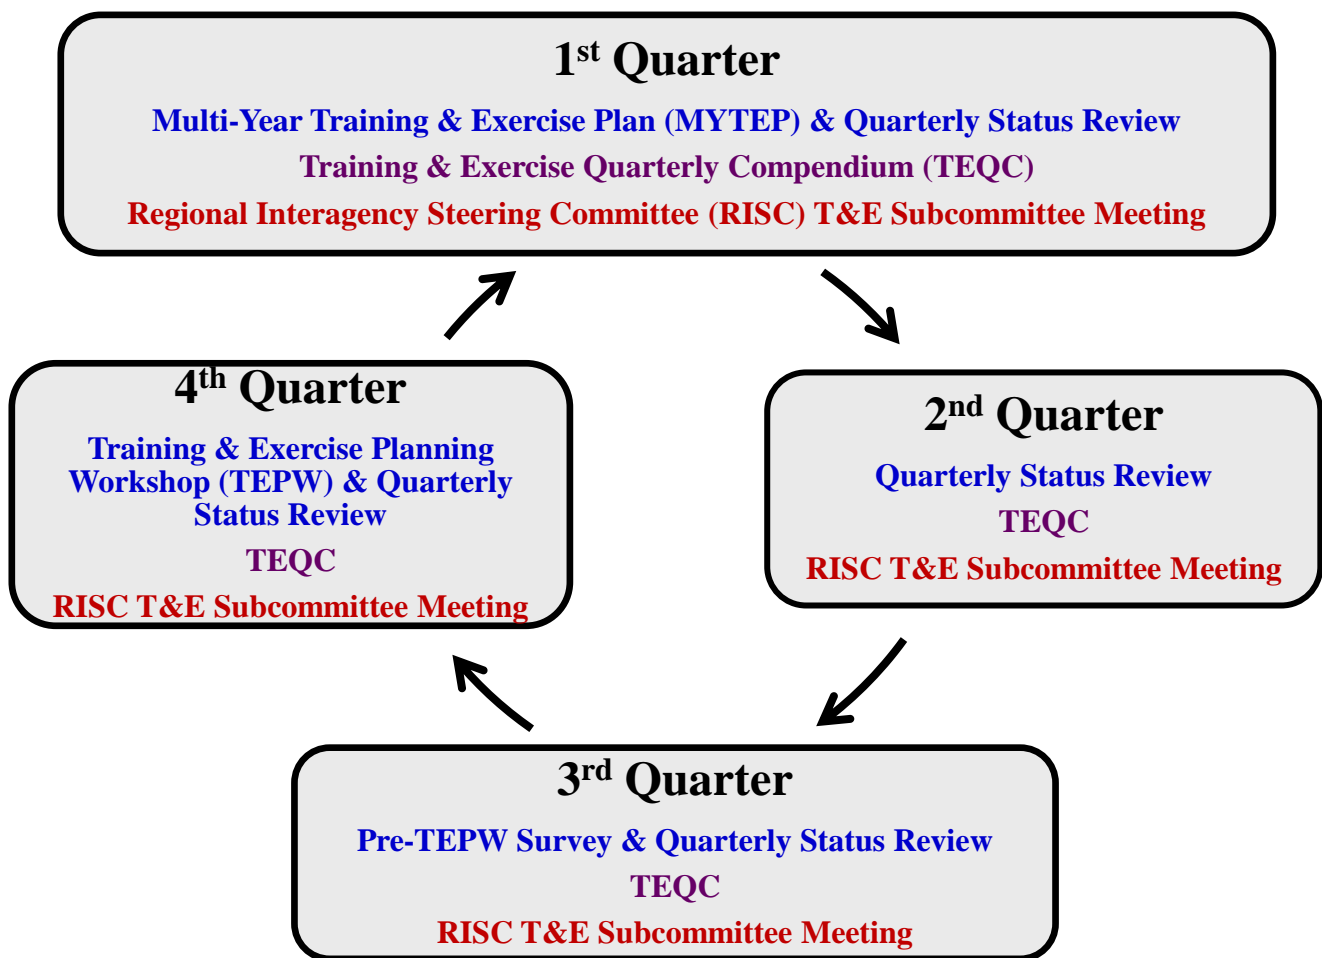 1st Quarter
Multi-Year Training & Exercise Plan (MYTEP) & Quarterly Status Review
Training & Exercise Quarterly Compendium (TEQC)
Regional Interagency Steering Committee (RISC) T&E Subcommittee Meeting
2nd Quarter
Quarterly Status Review
TEQC
RISC T&E Subcommittee Meeting
3rd Quarter
Pre-TEPW Survey & Quarterly Status Review
TEQC
RISC T&E Subcommittee Meeting
4th Quarter
Training & Exercise Planning
Workshop (TEPW) & Quarterly
Status Review
TEQC
RISC T&E Subcommittee Meeting